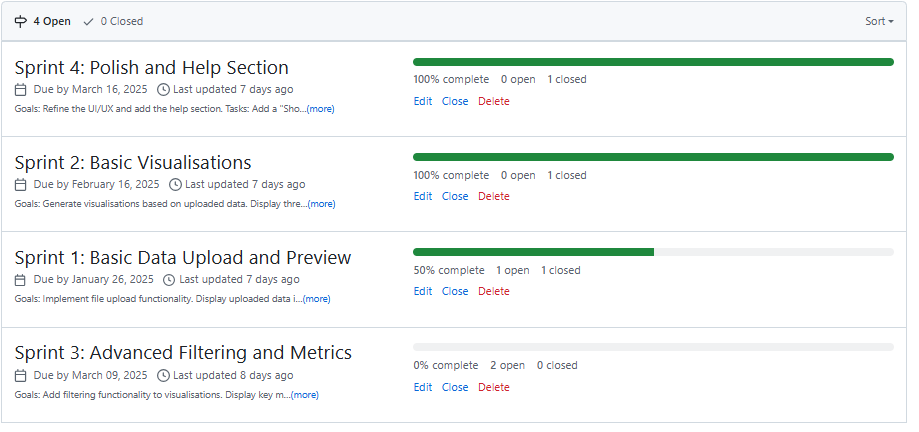 4 Open 0 Closed Sort
Sprint 4: Polish and Help Section
Due by March 16, 2025 Last updated 7 days ago
Goals: Refine the UI/UX and add the help section. Tasks: Add a "Sho...(more)
100% complete 0 open 1 closed
Edit Close Delete
Sprint 2: Basic Visualisations
Due by February 16, 2025 Last updated 7 days ago
Goals: Generate visualisations based on uploaded data. Display thre...(more)
100% complete 0 open 1 closed
Edit Close Delete
Sprint 1: Basic Data Upload and Preview
Due by January 26, 2025 Last updated 7 days ago
Goals: Implement file upload functionality. Display uploaded data i...(more)
50% complete 1 open 1 closed
Edit Close Delete
Sprint 3: Advanced Filtering and Metrics
Due by March 09, 2025 Last updated 8 days ago
Goals: Add filtering functionality to visualisations. Display key m...(more)
0% complete 2 open 0 closed
Edit Close Delete